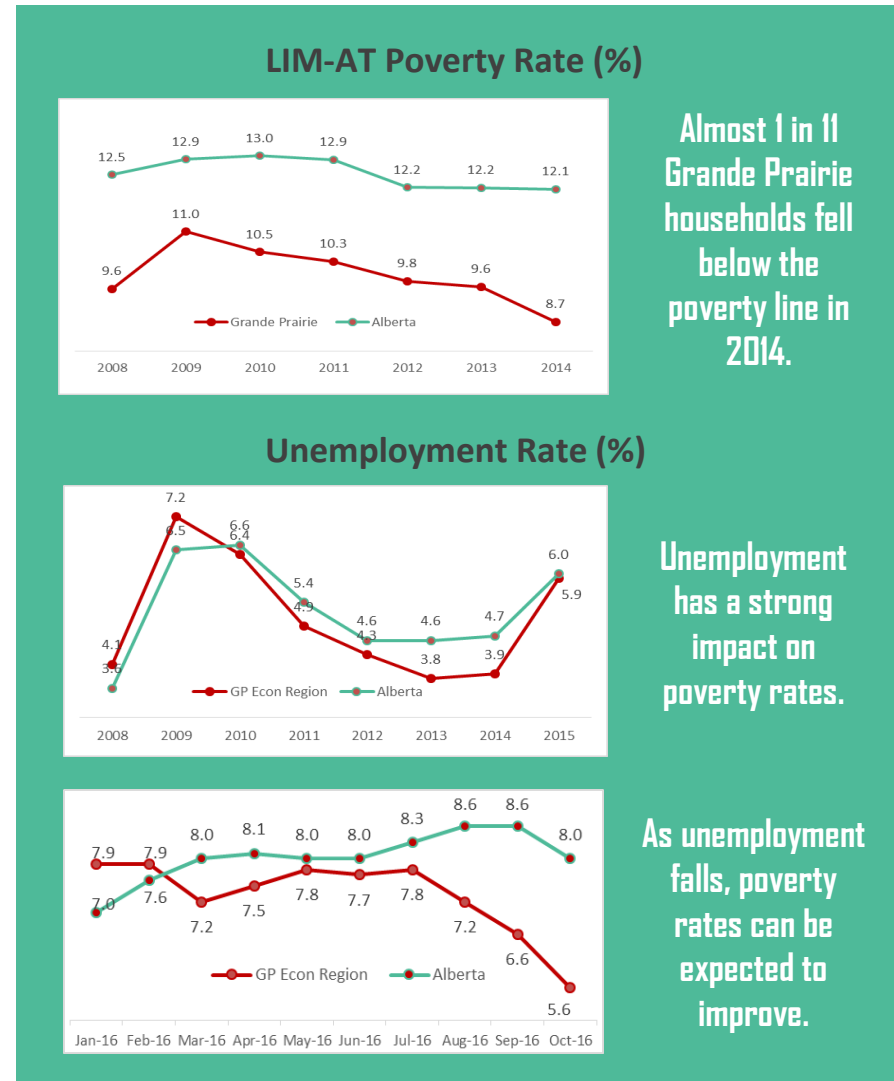 LIM-AT Poverty Rate (%)
12.5 12.9 13.0 12.9 12.2 12.2 12.1
9.6 11.0 10.5 10.3 9.8 9.6 8.7
Grande Prairie Alberta
2008 2009 2010 2011 2012 2013 2014
Almost 1 in 11
Grande Prairie
households fell
below the
poverty line in
2014.
Unemployment Rate (%)
4.1 7.2 6.4 4.9 4.3 3.8 3.9 5.9
3.6 6.5 6.6 5.4 4.6 4.6 4.7 6.0
GP Econ Region Alberta
2008 2009 2010 2011 2012 2013 2014 2015
Unemployment
has a strong
impact on
poverty rates.
7.9 7.9 7.2 7.5 7.8 7.7 7.8 7.2 6.6 5.6
7.0 7.6 8.0 8.1 8.0 8.0 8.3 8.6 8.6 8.0
GP Econ Region Alberta
Jan-16 Feb-16 Mar-16 Apr-16 May-16 Jun-16 Jul-16 Aug-16 Sep-16 Oct-16
As unemployment
falls, poverty
rates can be
expected to
improve.